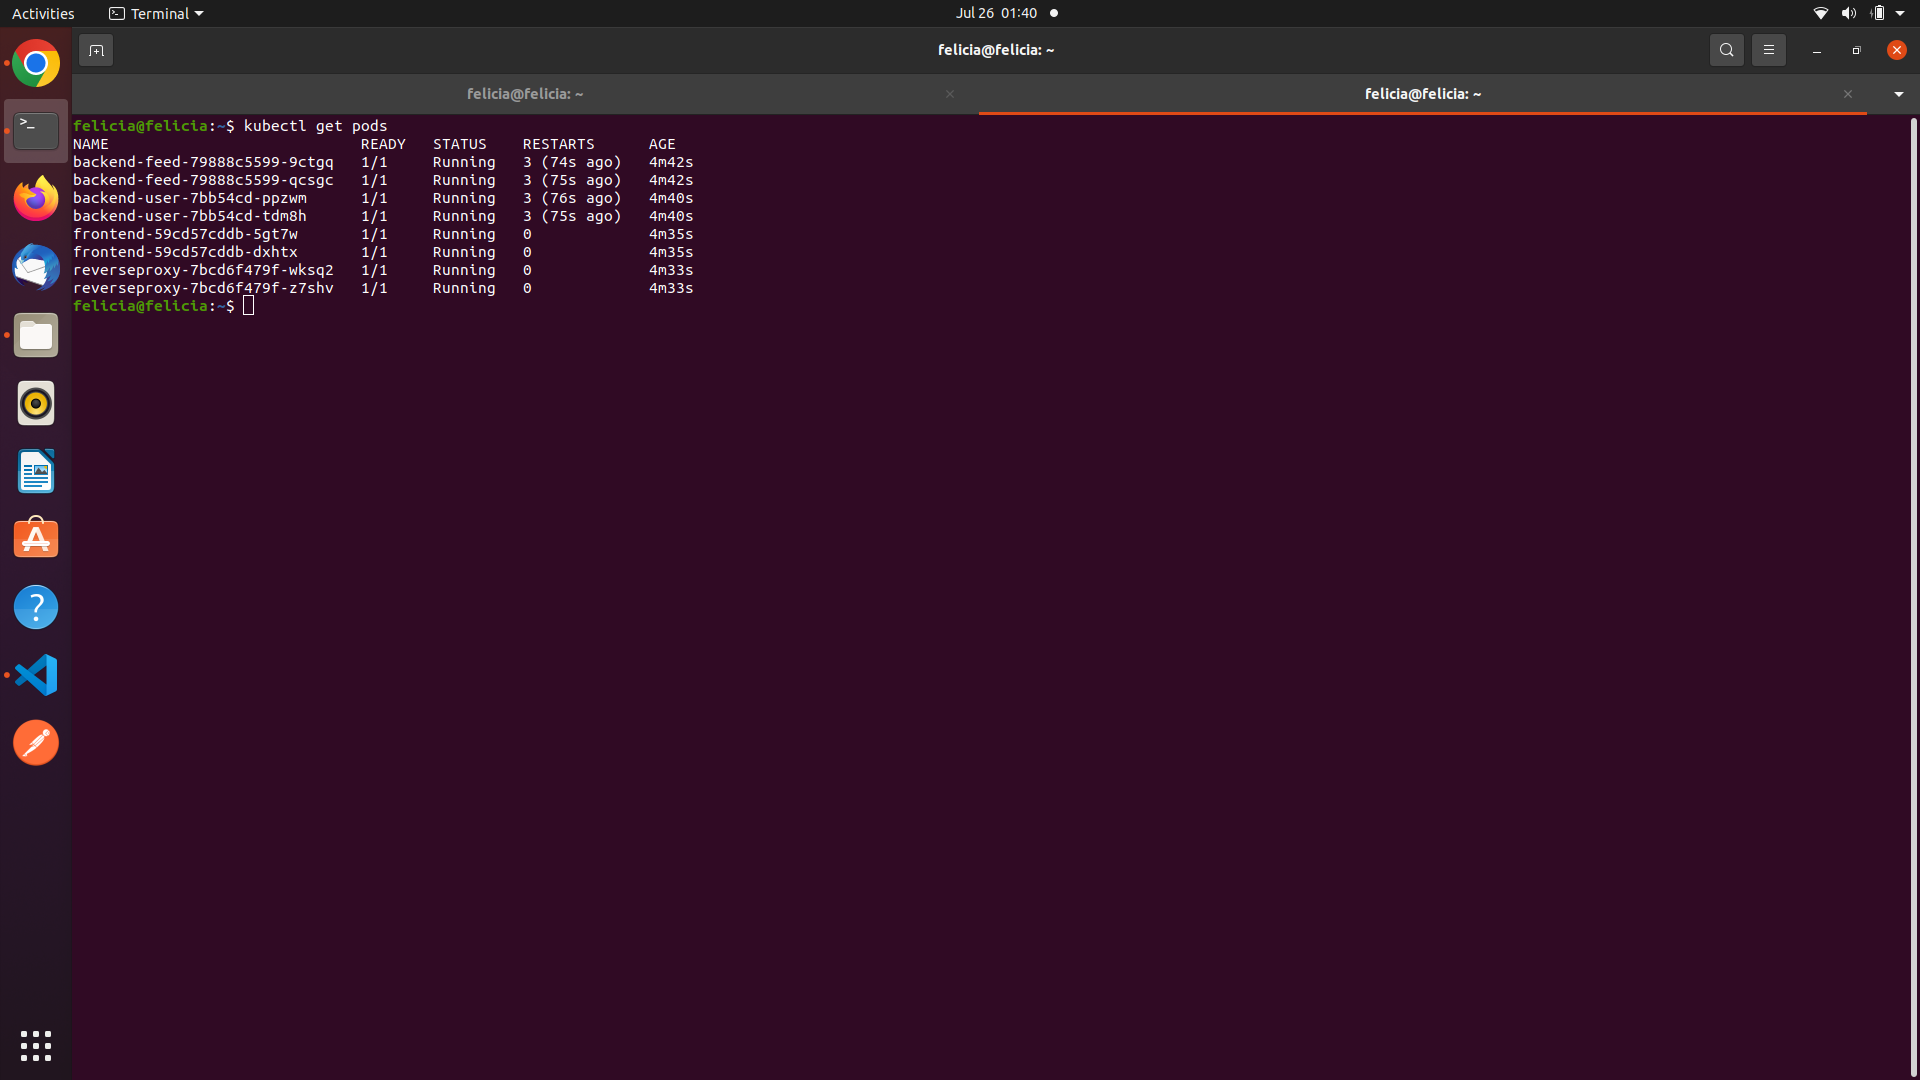 Activities Terminal Jul 26 01:40
felicia@felicia: ~
felicia@felicia: ~ felicia@felicia: ~
felicia@felicia:~$ kubectl get pods
NAME READY STATUS RESTARTS AGE
backend-feed-79888c5599-9ctgq 1/1 Running 3 (74s ago) 4m42s
backend-feed-79888c5599-qcsgc 1/1 Running 3 (75s ago) 4m42s
backend-user-7bb54cd-ppzwm 1/1 Running 3 (76s ago) 4m40s
backend-user-7bb54cd-tdm8h 1/1 Running 3 (75s ago) 4m40s
frontend-59cd57cddb-5gt7w 1/1 Running 0 4m35s
frontend-59cd57cddb-dxhtx 1/1 Running 0 4m35s
reverseproxy-7bcd6f479f-wksq2 1/1 Running 0 4m33s
reverseproxy-7bcd6f479f-z7shv 1/1 Running 0 4m33s
felicia@felicia:~$